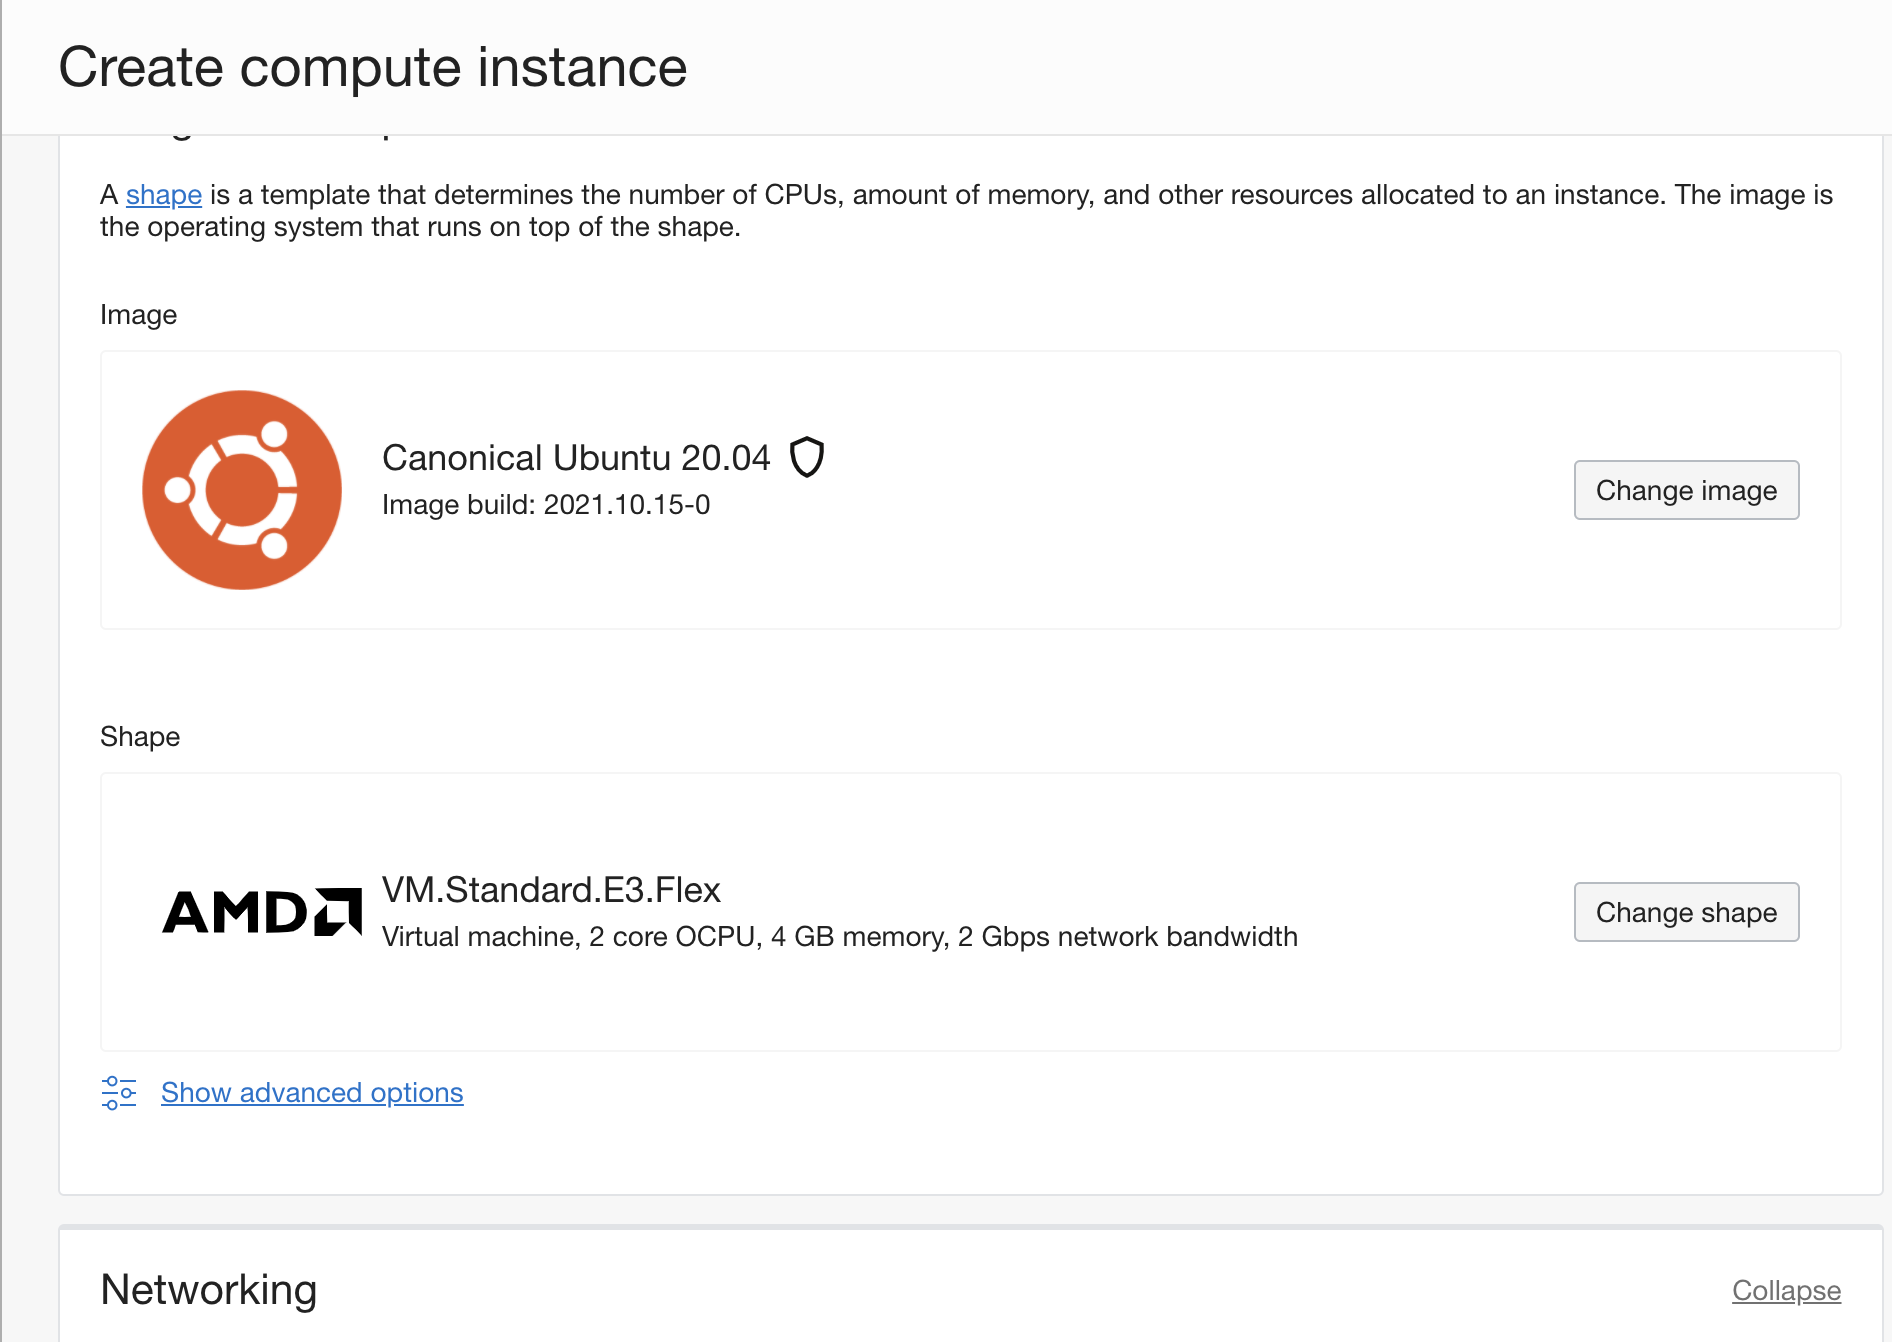 Create compute instance
A shape is a template that determines the number of CPUs, amount of memory, and other resources allocated to an instance. The image is
the operating system that runs on top of the shape.
Image
Canonical Ubuntu 20.04
Image build: 2021.10.15-0
Change image
Shape
AMD
VM.Standard.E3.Flex
Virtual machine, 2 core OCPU, 4 GB memory, 2 Gbps network bandwidth
Change shape
Show advanced options
Networking
Collapse